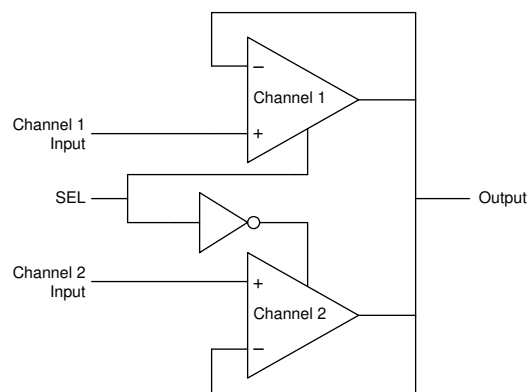 −
Channel 1
+
Channel 1
Input
SEL
Output
Channel 2
Input
+
Channel 2
−